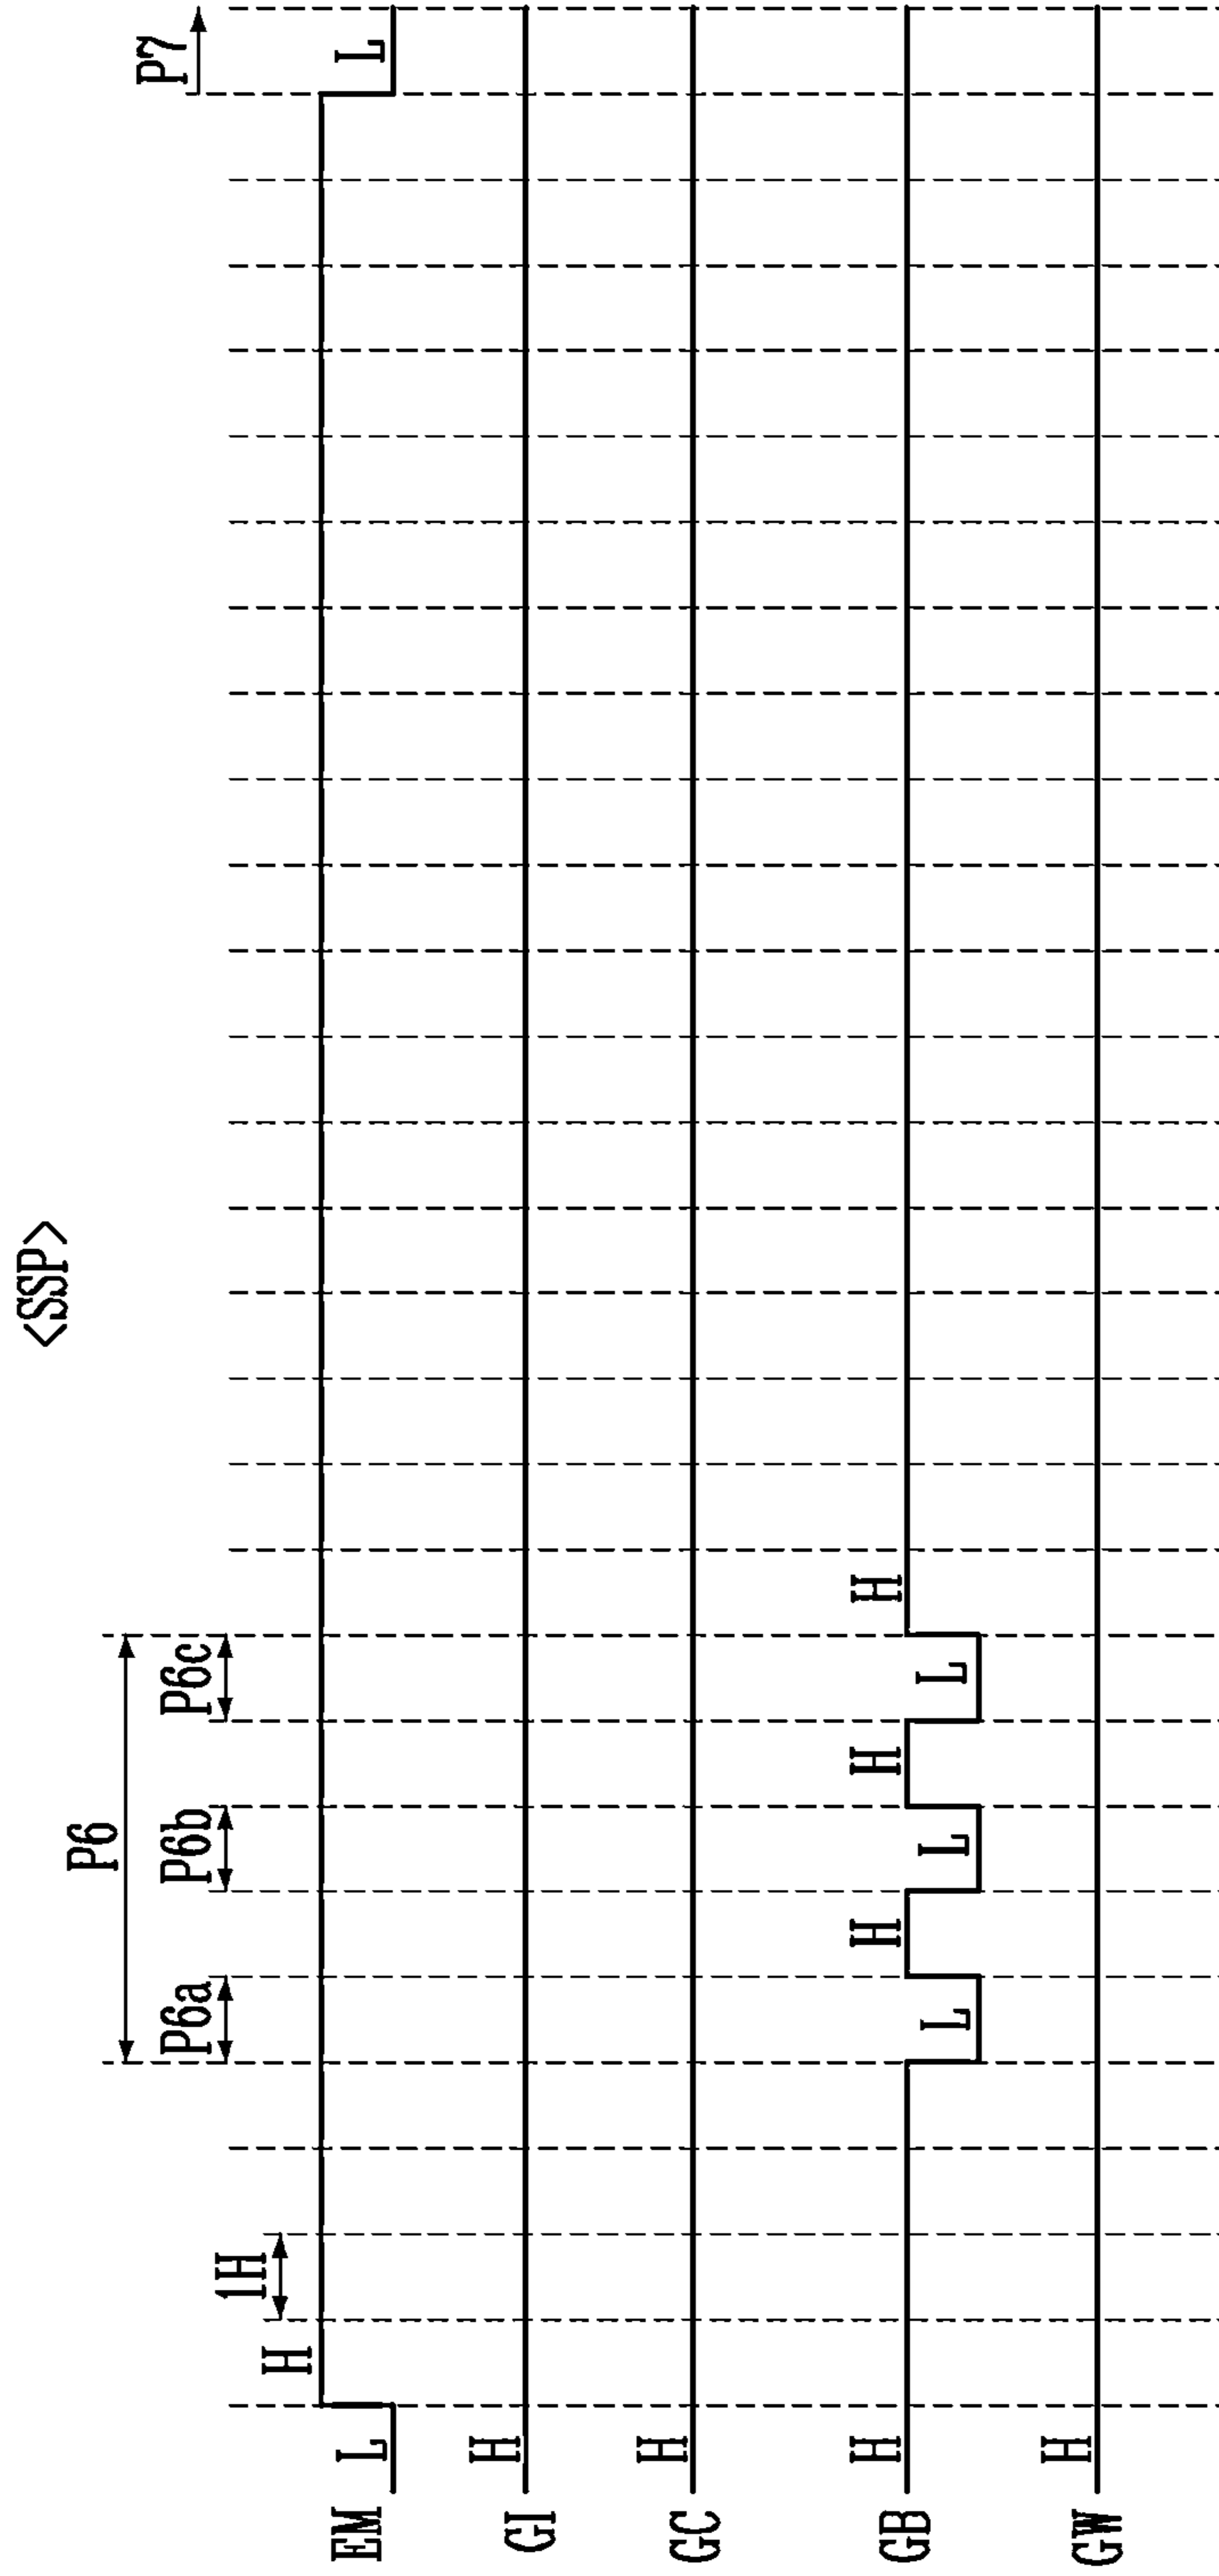 <SSP>
P6
P7
P6a P6b P6c
1H
EM L H L
GI H
GC H
GB H L H L H L H
GW H